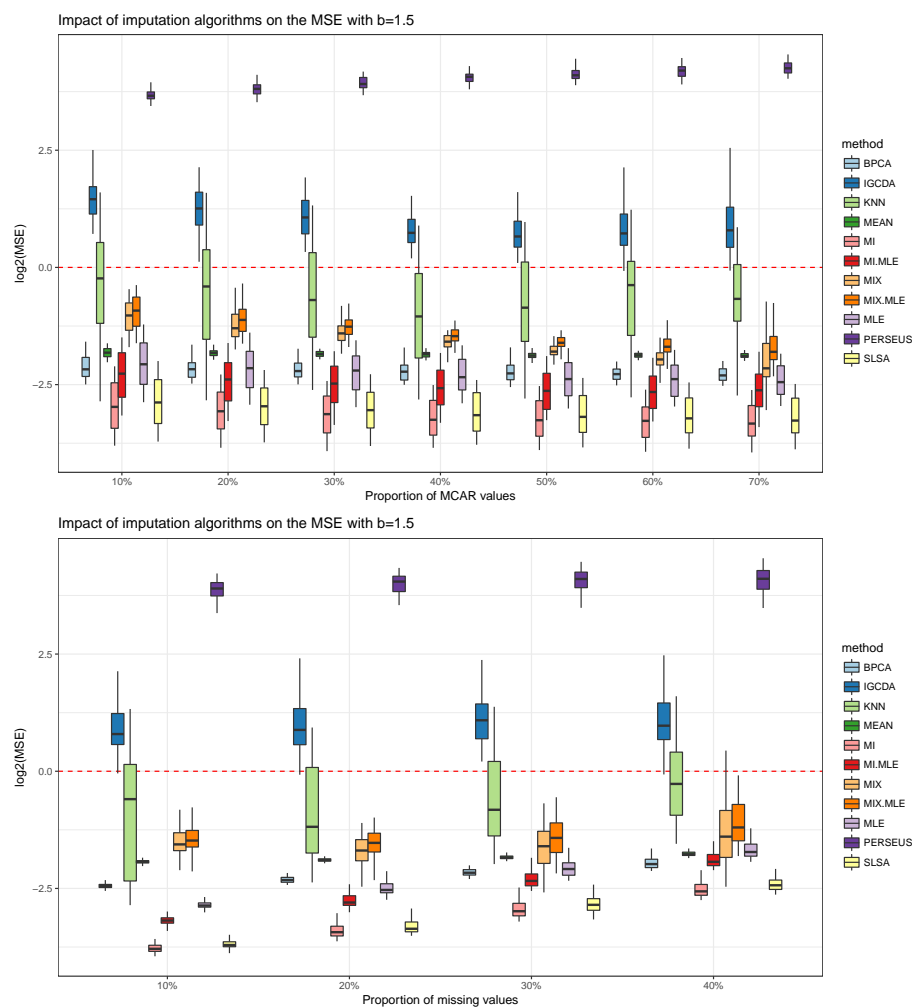 Impact of imputation algorithms on the MSE with b=1.5
log2(MSE)
2.5
0.0
−2.5
10% 20% 30% 40% 50% 60% 70%
Proportion of MCAR values
method
BPCA
IGCDA
KNN
MEAN
MI
MI.MLE
MIX
MIX.MLE
MLE
PERSEUS
SLSA
Impact of imputation algorithms on the MSE with b=1.5
log2(MSE)
2.5
0.0
−2.5
10% 20% 30% 40%
Proportion of missing values
method
BPCA
IGCDA
KNN
MEAN
MI
MI.MLE
MIX
MIX.MLE
MLE
PERSEUS
SLSA